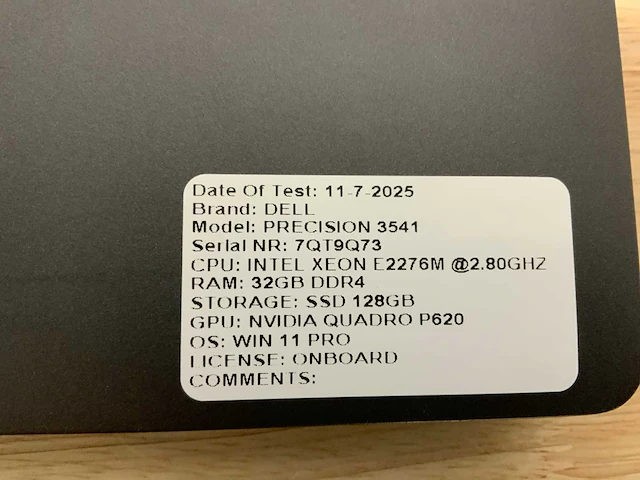 Date Of Test: 11-7-2025
Brand: DELL
Model: PRECISION 3541
Serial NR: 7QT9Q73
CPU: INTEL XEON E2276M @2.80GHZ
RAM: 32GB DDR4
STORAGE: SSD 128GB
GPU: NVIDIA QUADRO P620
OS: WIN 11 PRO
LICENSE: ONBOARD
COMMENTS: